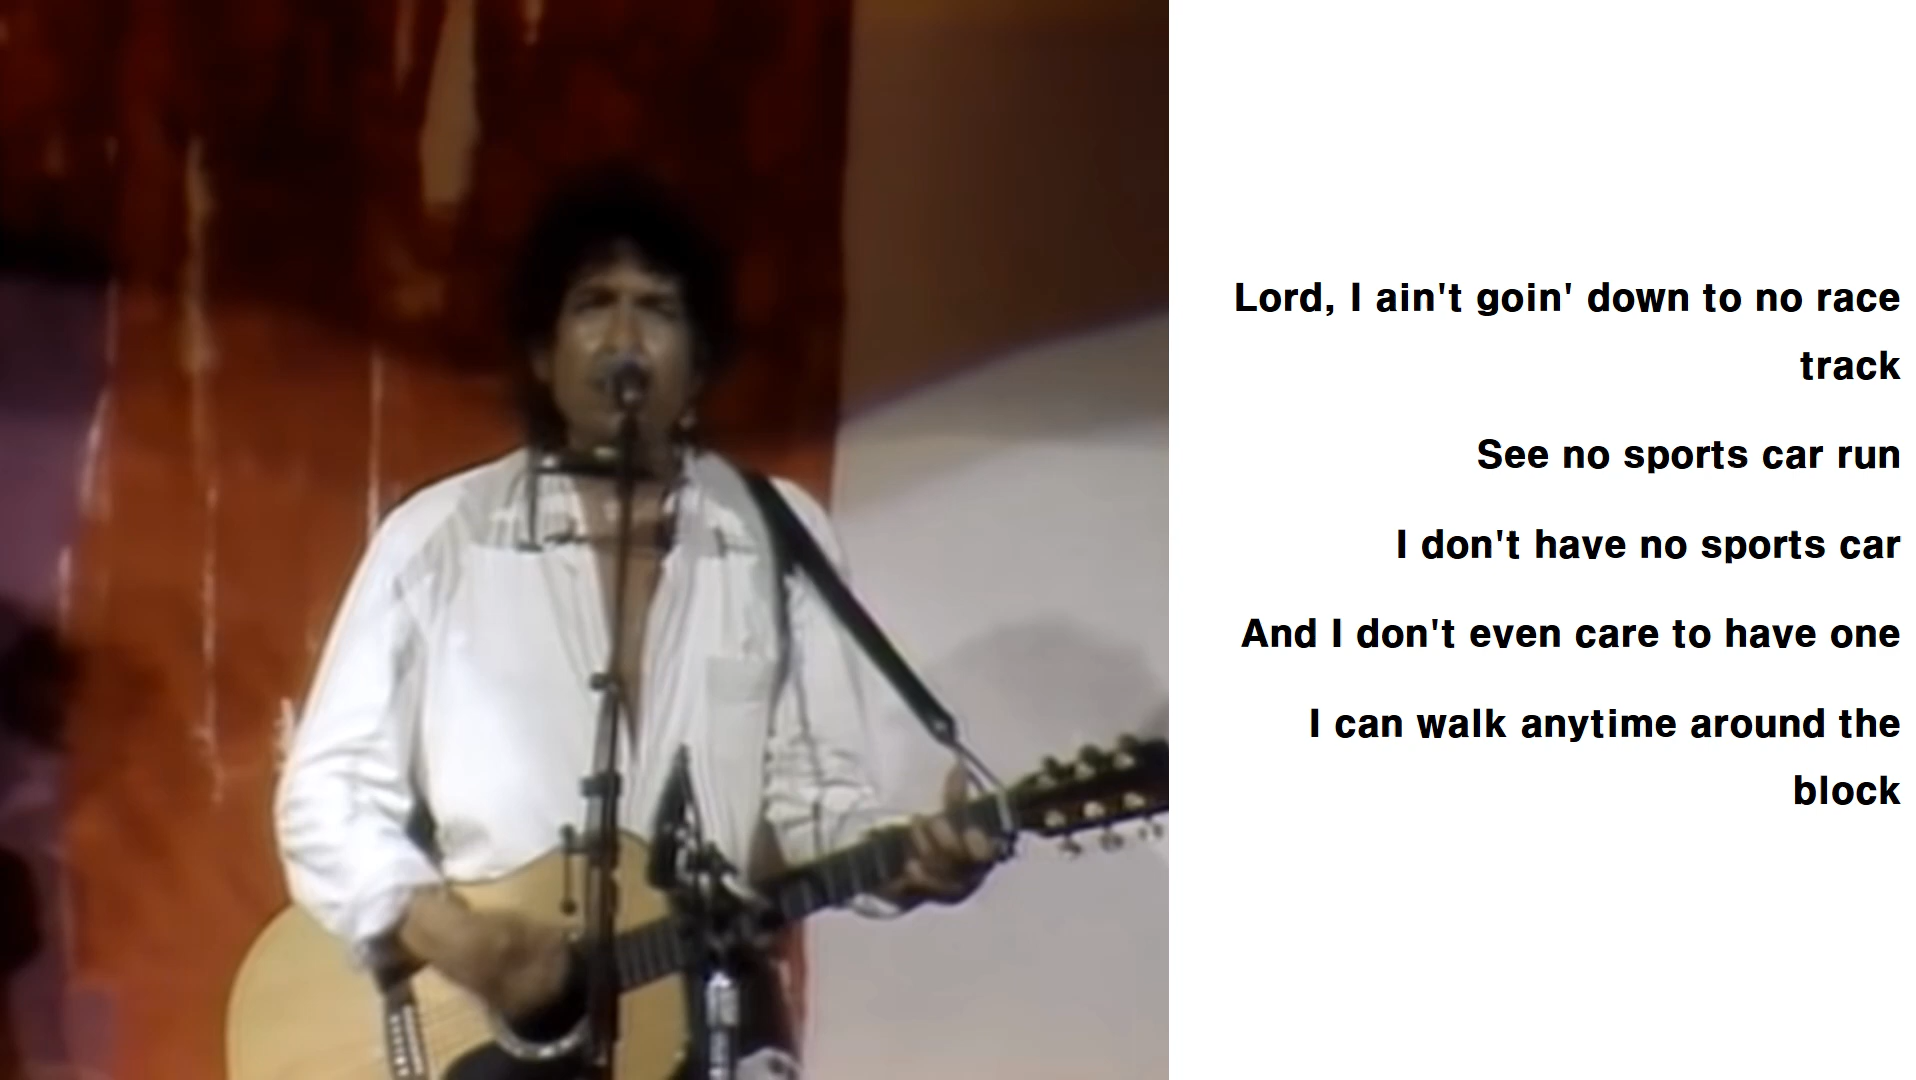 Lord, I ain't goin' down to no race
track
See no sports car run
I don't have no sports car
And I don't even care to have one
I can walk anytime around the
block